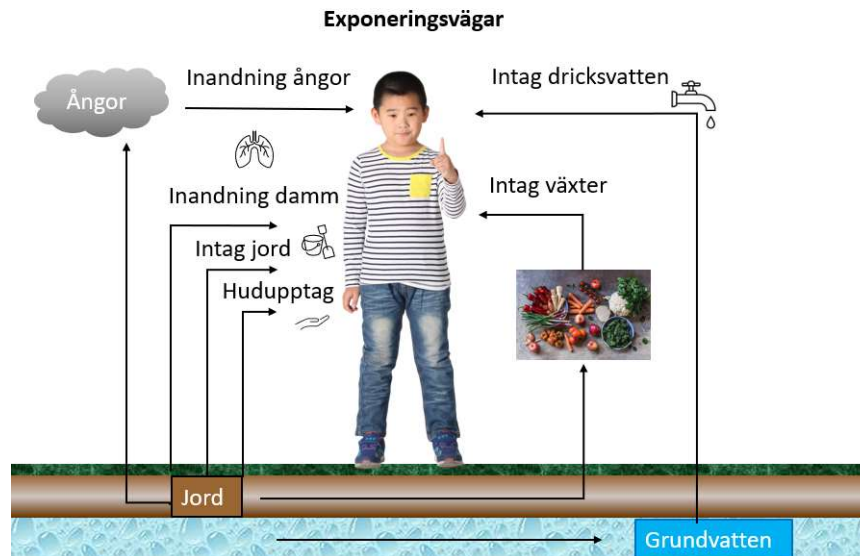 Exponeringsvägar
Ångor
Inandning ångor
Intag dricksvatten
Inandning damm
Intag växter
Intag jord
Hudupptag
Jord
Grundvatten